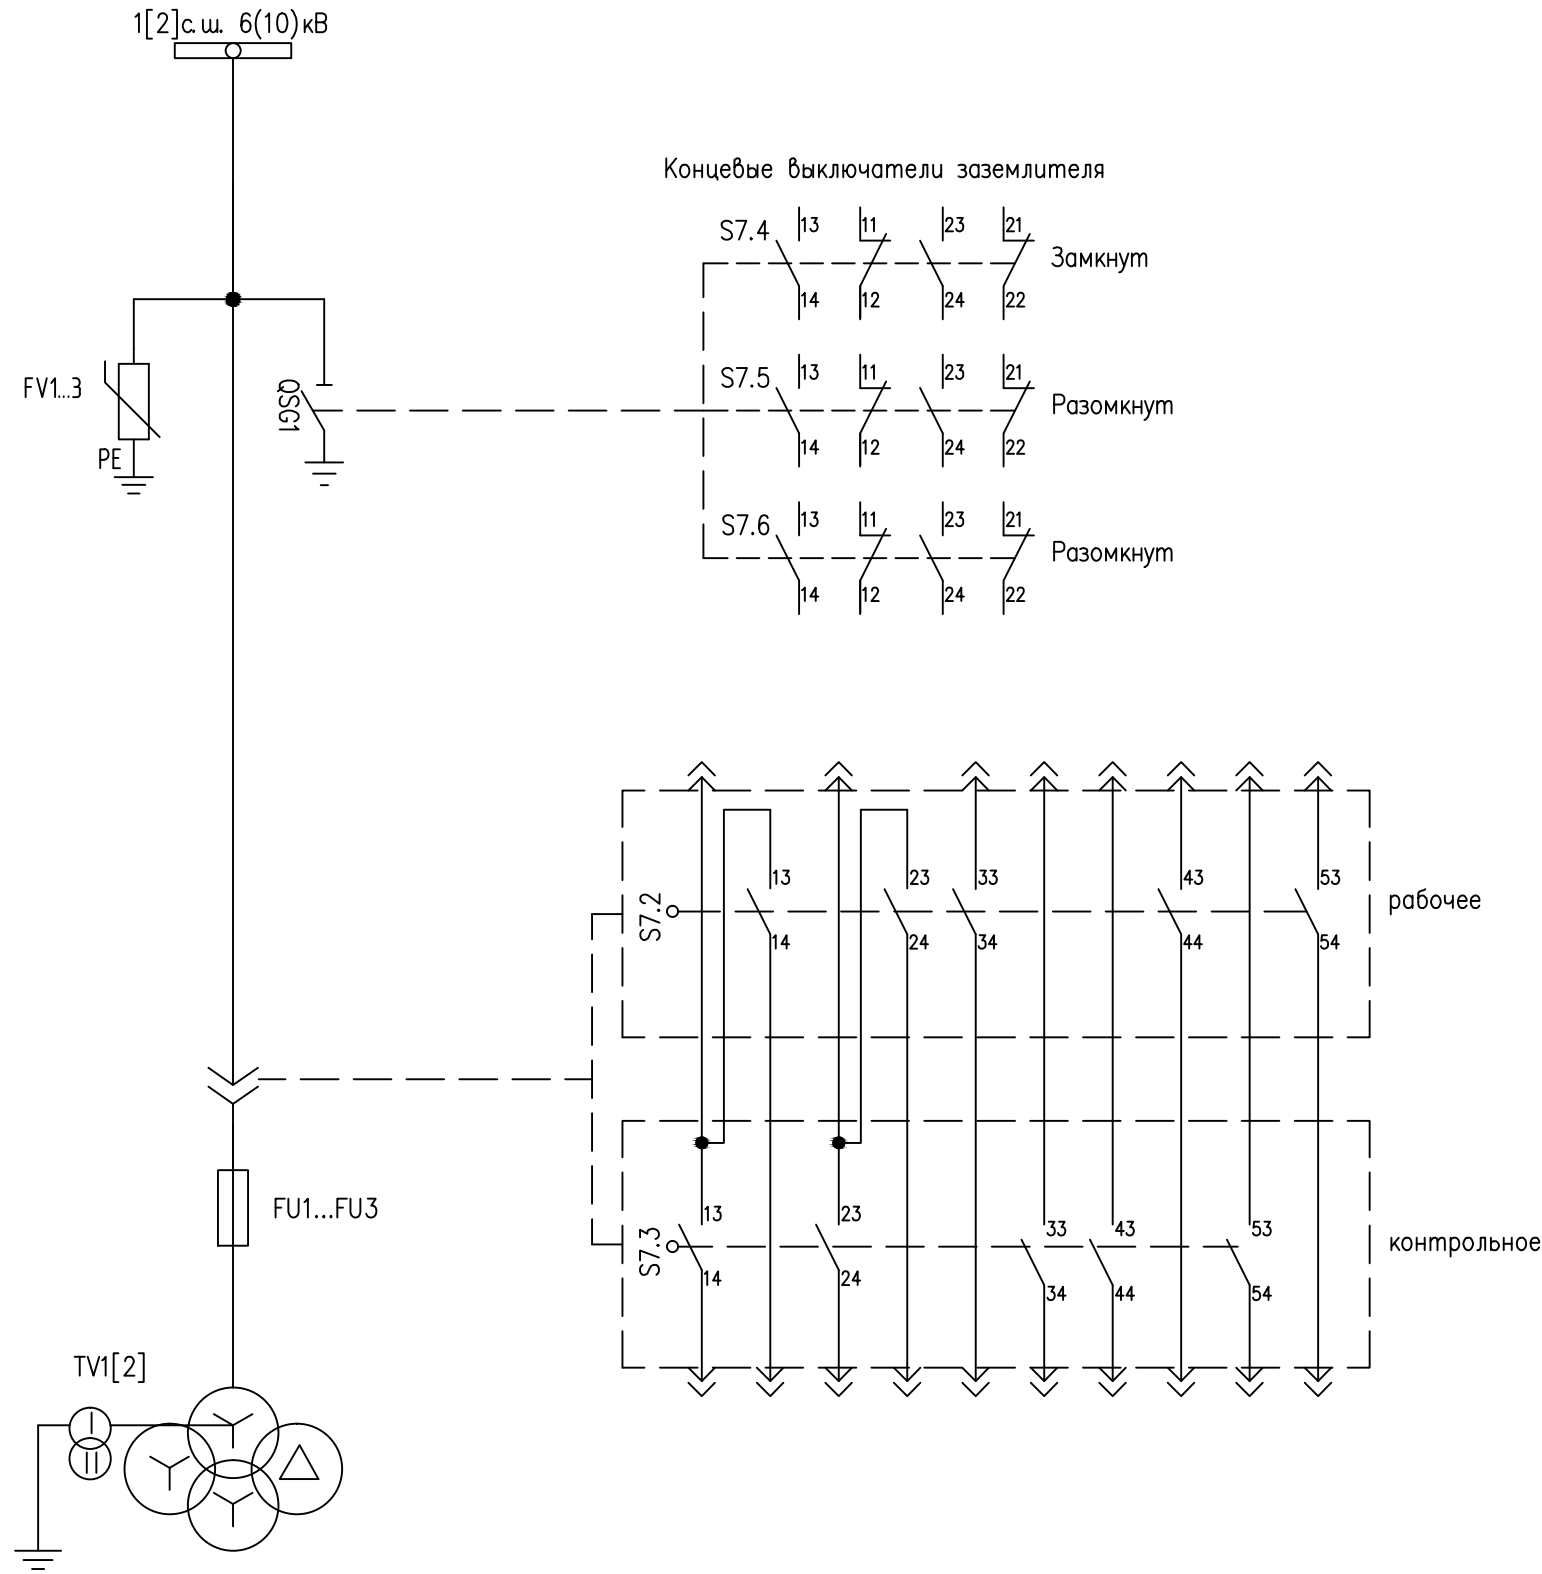 1[2]с.ш. 6(10)кВ
Концевые выключатели заземлителя
S7.4 13 11 23 21
Замкнут
14 12 24 22
FV1...3
QSG1
S7.5 13 11 23 21
Разомкнут
14 12 24 22
PE
S7.6 13 11 23 21
Разомкнут
14 12 24 22
13 23 33 43 53
S7.2
рабочее
14 24 34 44 54
FU1...FU3
13 23 33 43 53
S7.3
контрольное
14 24 34 44 54
TV1[2]
I
II